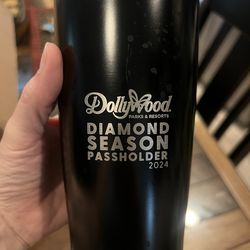 Dollywood
PARKS & RESORTS
DIAMOND
SEASON
PASSHOLDER
2024